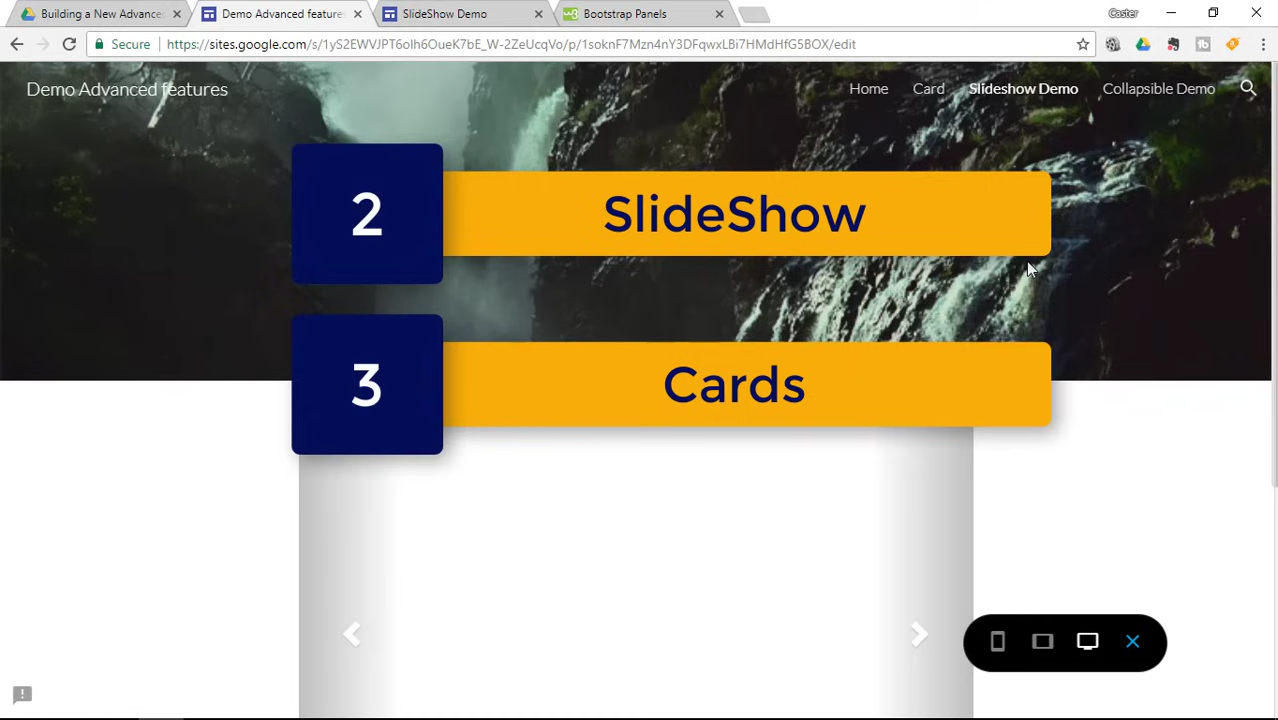 Building a New Advance
Demo Advanced feature
SlideShow Demo
Bootstrap Panels
Caster
Secure
https://sites.google.com/s/1yS2EWVJPT6olh6OueK7bE_W-2ZeUcqVo/p/1soknF7Mzn4nY3DFqwxLBi7HMdHfG5BOX/edit
Demo Advanced features
Home
Card
Slideshow Demo
Collapsible Demo
2
SlideShow
3
Cards